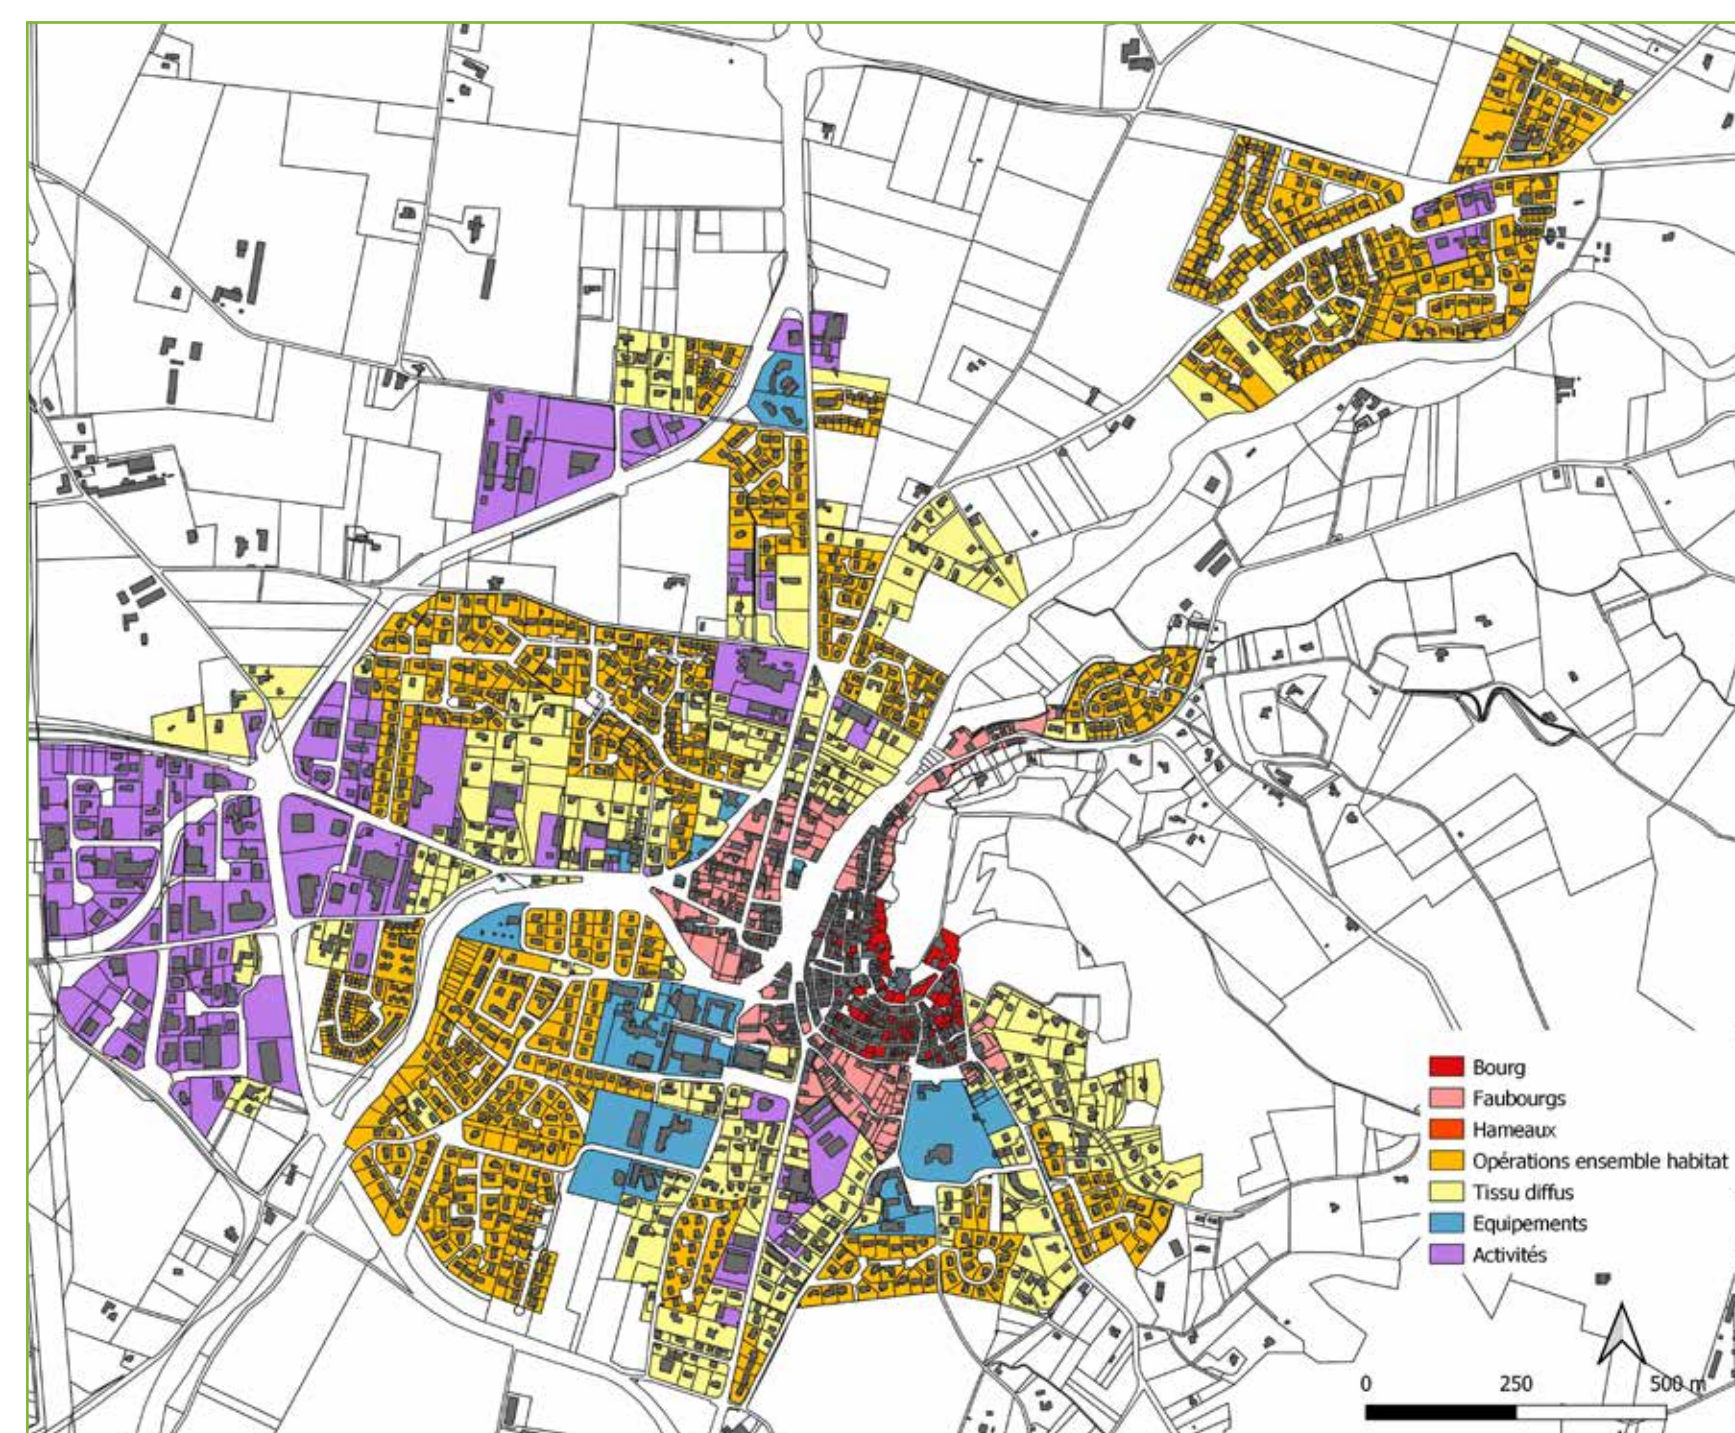 Bourg
Faubourgs
Hameaux
Opérations ensemble habitat
Tissu diffus
Equipements
Activités
0 250 500 m